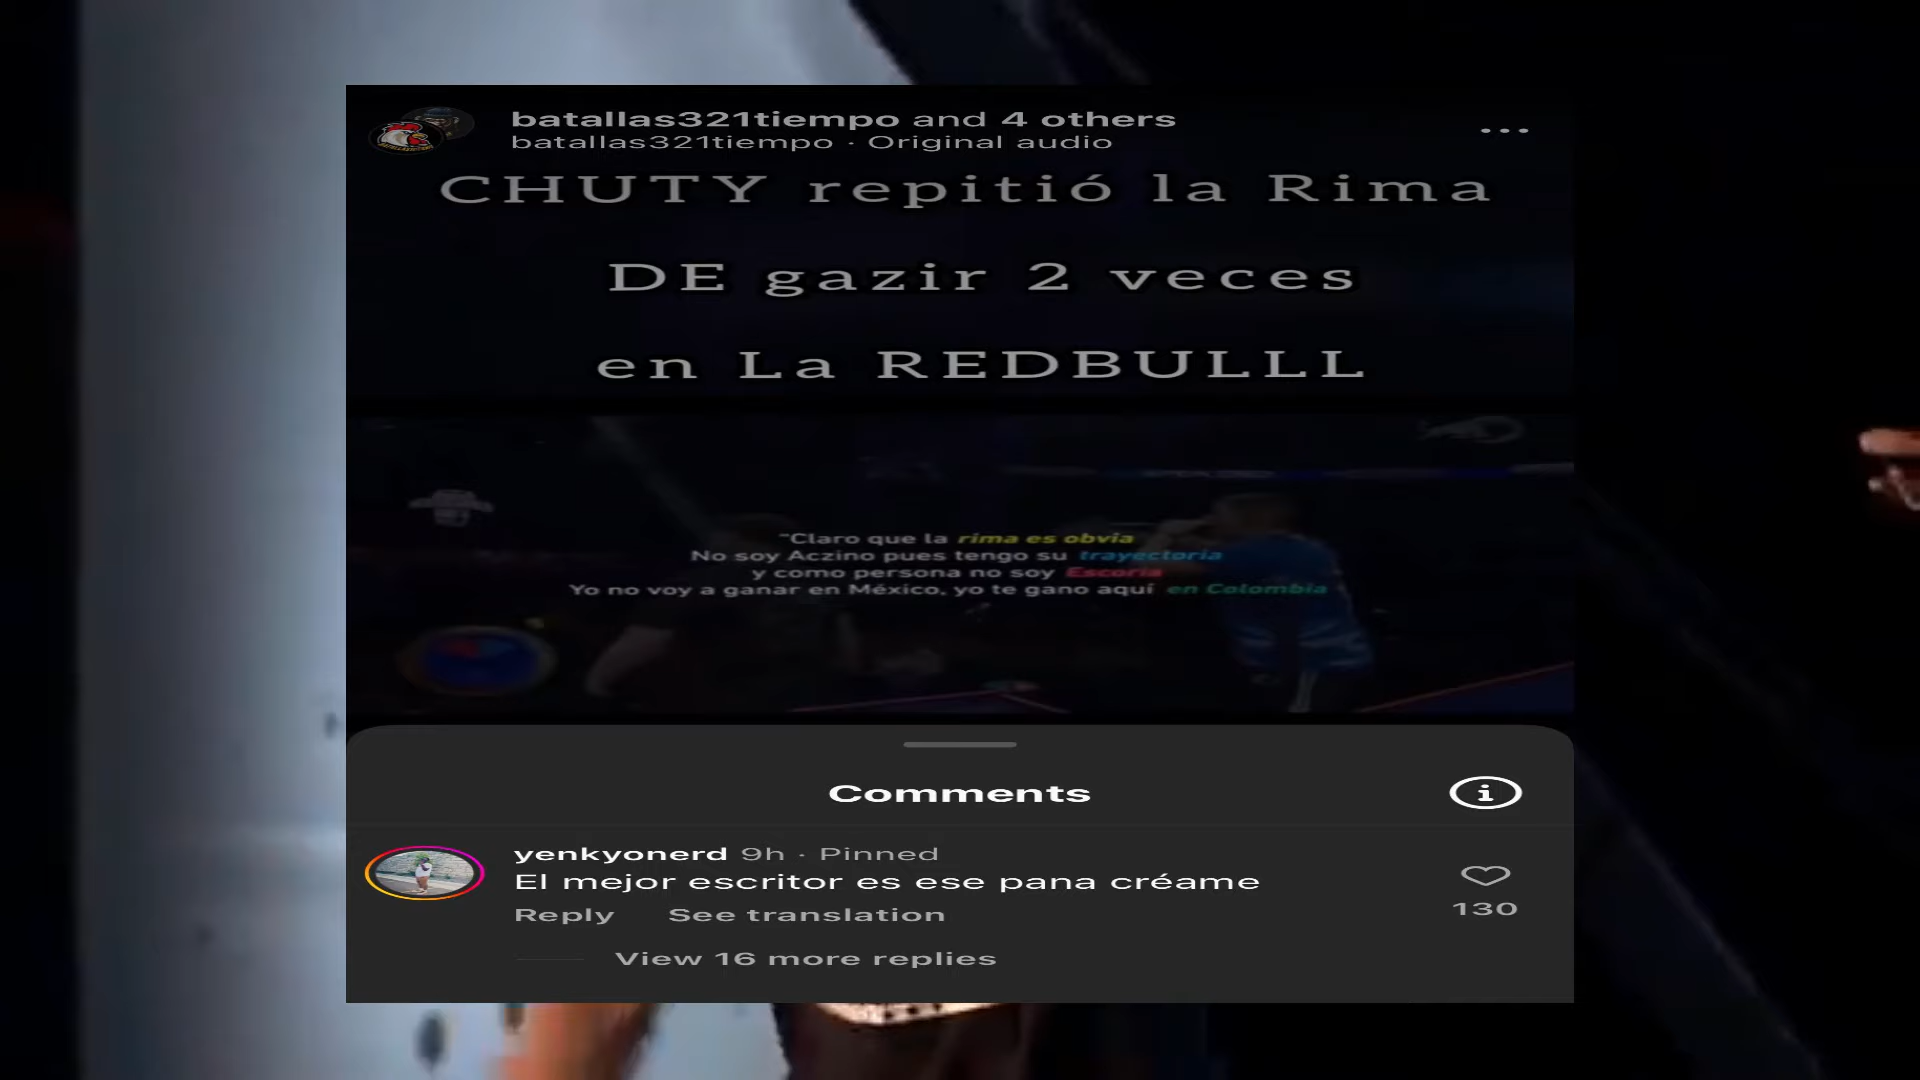 batallas321tiempo and 4 others
batallas321tiempo · Original audio
CHUTY repitió la Rima
DE gazir 2 veces
en La REDBULLL
"Claro que la rima es obvia
No soy Aczino pues tengo su trayectoria
y como persona no soy Escoria
Yo no voy a ganar en México, yo te gano aquí en Colombia
Comments
yenkyonerd 9h · Pinned
El mejor escritor es ese pana créame
Reply See translation
130
View 16 more replies